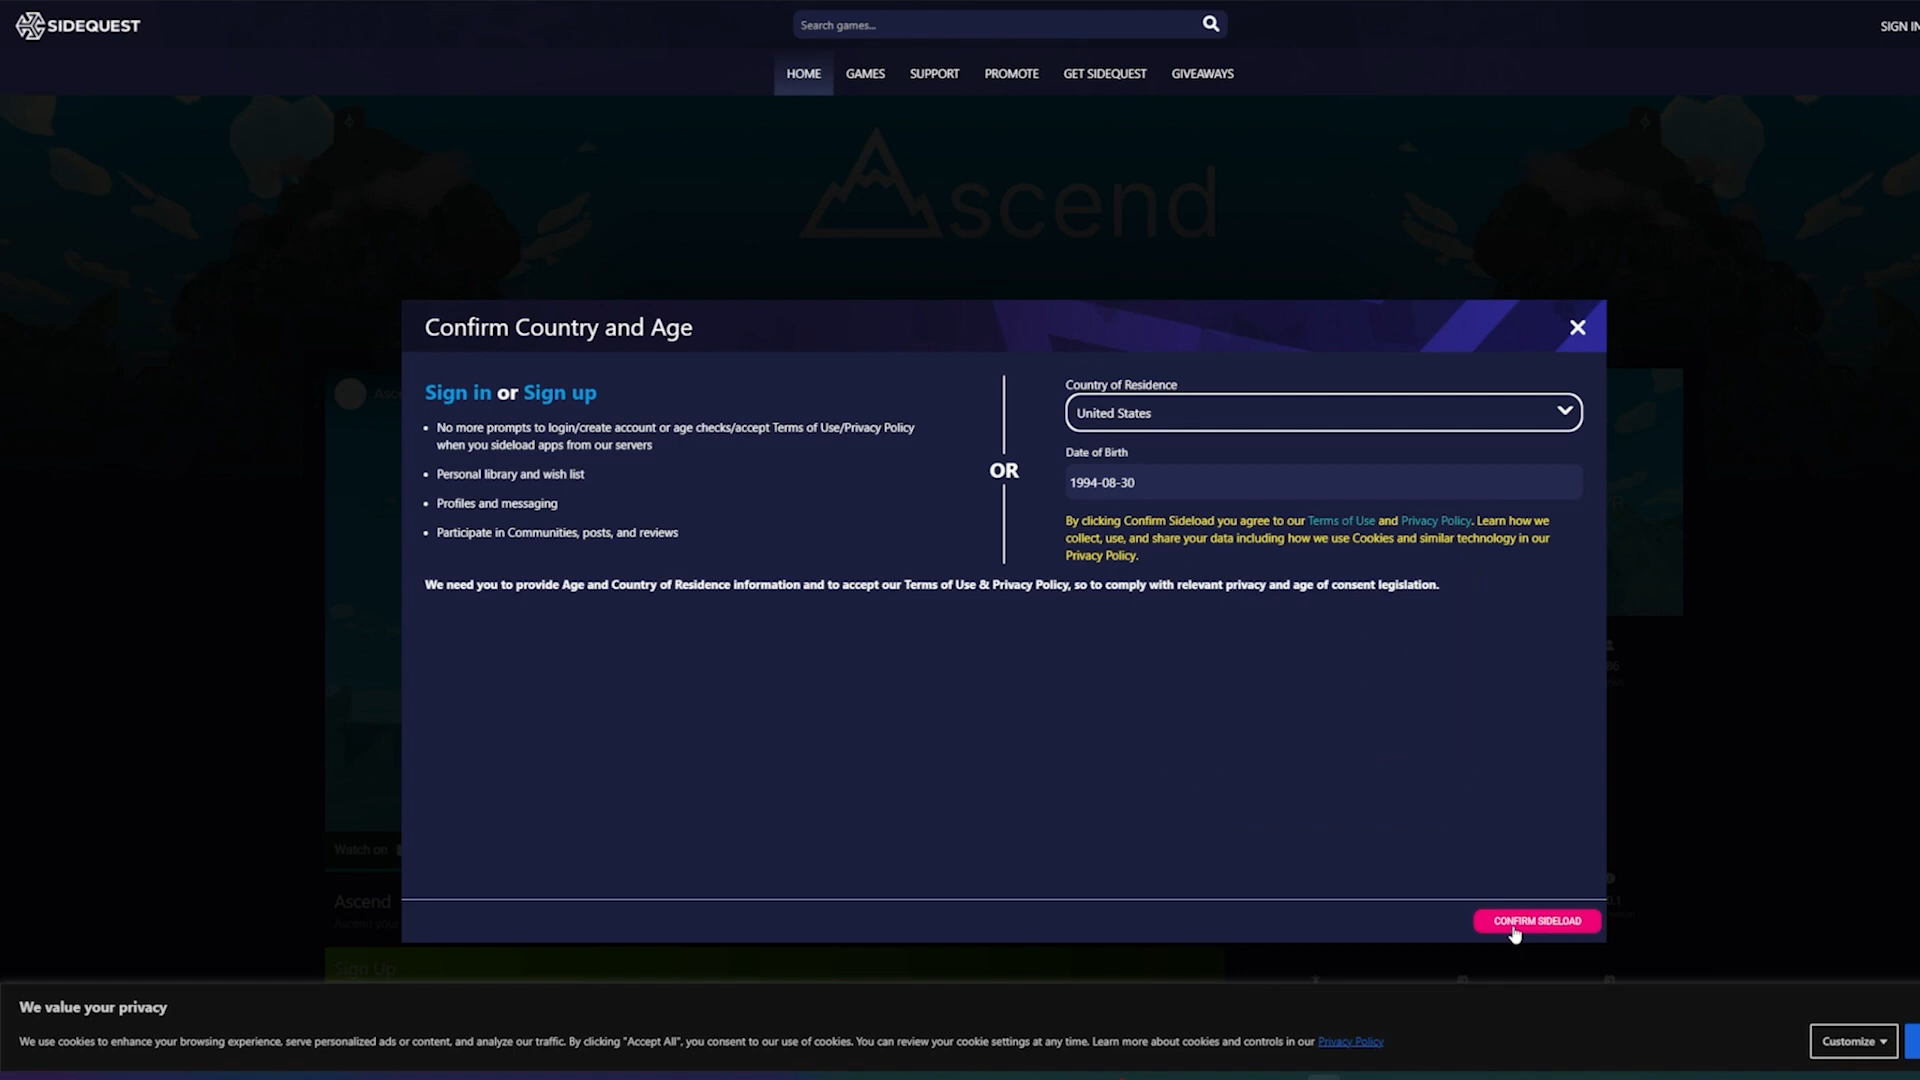 SIDEQUEST
Search games...
SIGN IN
HOME
GAMES
SUPPORT
PROMOTE
GET SIDEQUEST
GIVEAWAYS
Ascend
Confirm Country and Age
Sign in or Sign up
• No more prompts to login/create account or age checks/accept Terms of Use/Privacy Policy
when you sideload apps from our servers
• Personal library and wish list
• Profiles and messaging
• Participate in Communities, posts, and reviews
OR
Country of Residence
United States
Date of Birth
1994-08-30
By clicking Confirm Sideload you agree to our Terms of Use and Privacy Policy. Learn how we
collect, use, and share your data including how we use Cookies and similar technology in our
Privacy Policy.
We need you to provide Age and Country of Residence information and to accept our Terms of Use & Privacy Policy, so to comply with relevant privacy and age of consent legislation.
Watch on
Ascend
CONFIRM SIDELOAD
Sign Up
We value your privacy
We use cookies to enhance your browsing experience, serve personalized ads or content, and analyze our traffic. By clicking "Accept All", you consent to our use of cookies. You can review your cookie settings at any time. Learn more about cookies and controls in our Privacy Policy
Customize